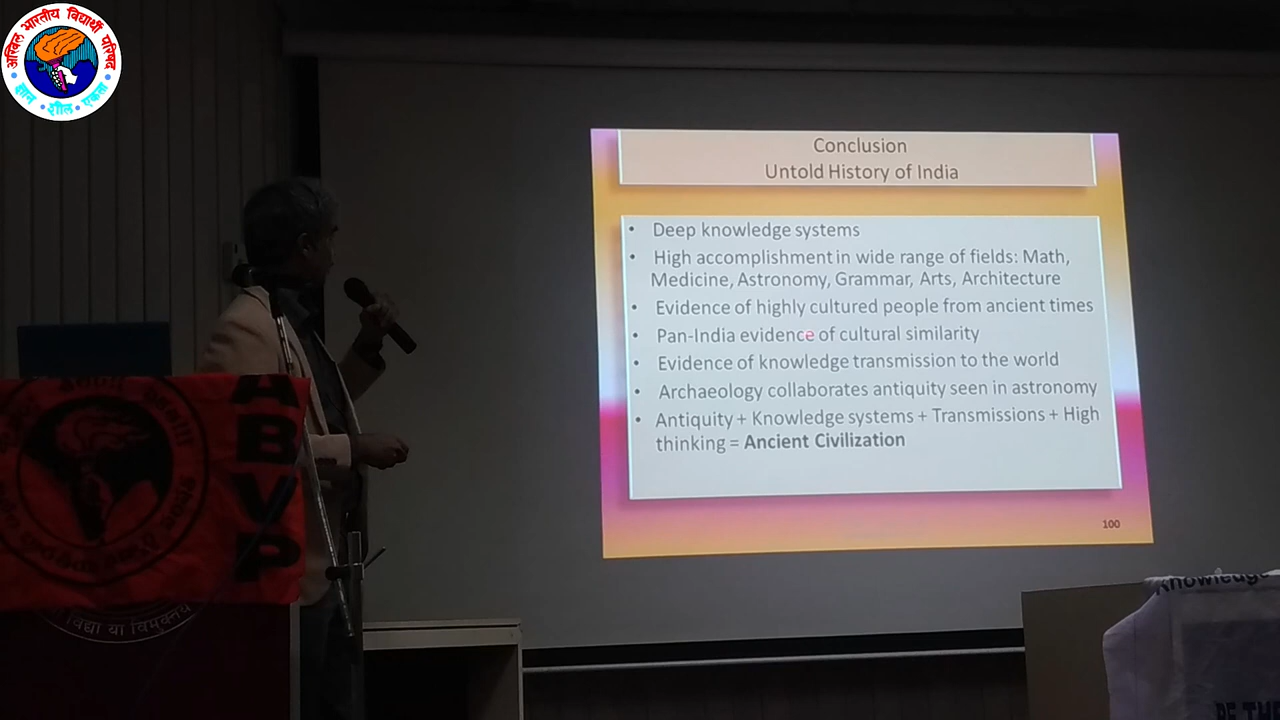 अखिल भारतीय विद्यार्थी परिषद
ज्ञान • शील • एकता
Conclusion
Untold History of India
• Deep knowledge systems
• High accomplishment in wide range of fields: Math,
Medicine, Astronomy, Grammar, Arts, Architecture
• Evidence of highly cultured people from ancient times
• Pan-India evidence of cultural similarity
• Evidence of knowledge transmission to the world
• Archaeology collaborates antiquity seen in astronomy
• Antiquity + Knowledge systems + Transmissions + High
thinking = Ancient Civilization
100
A
B
V
P
विद्या या विमुक्तये
Knowledge